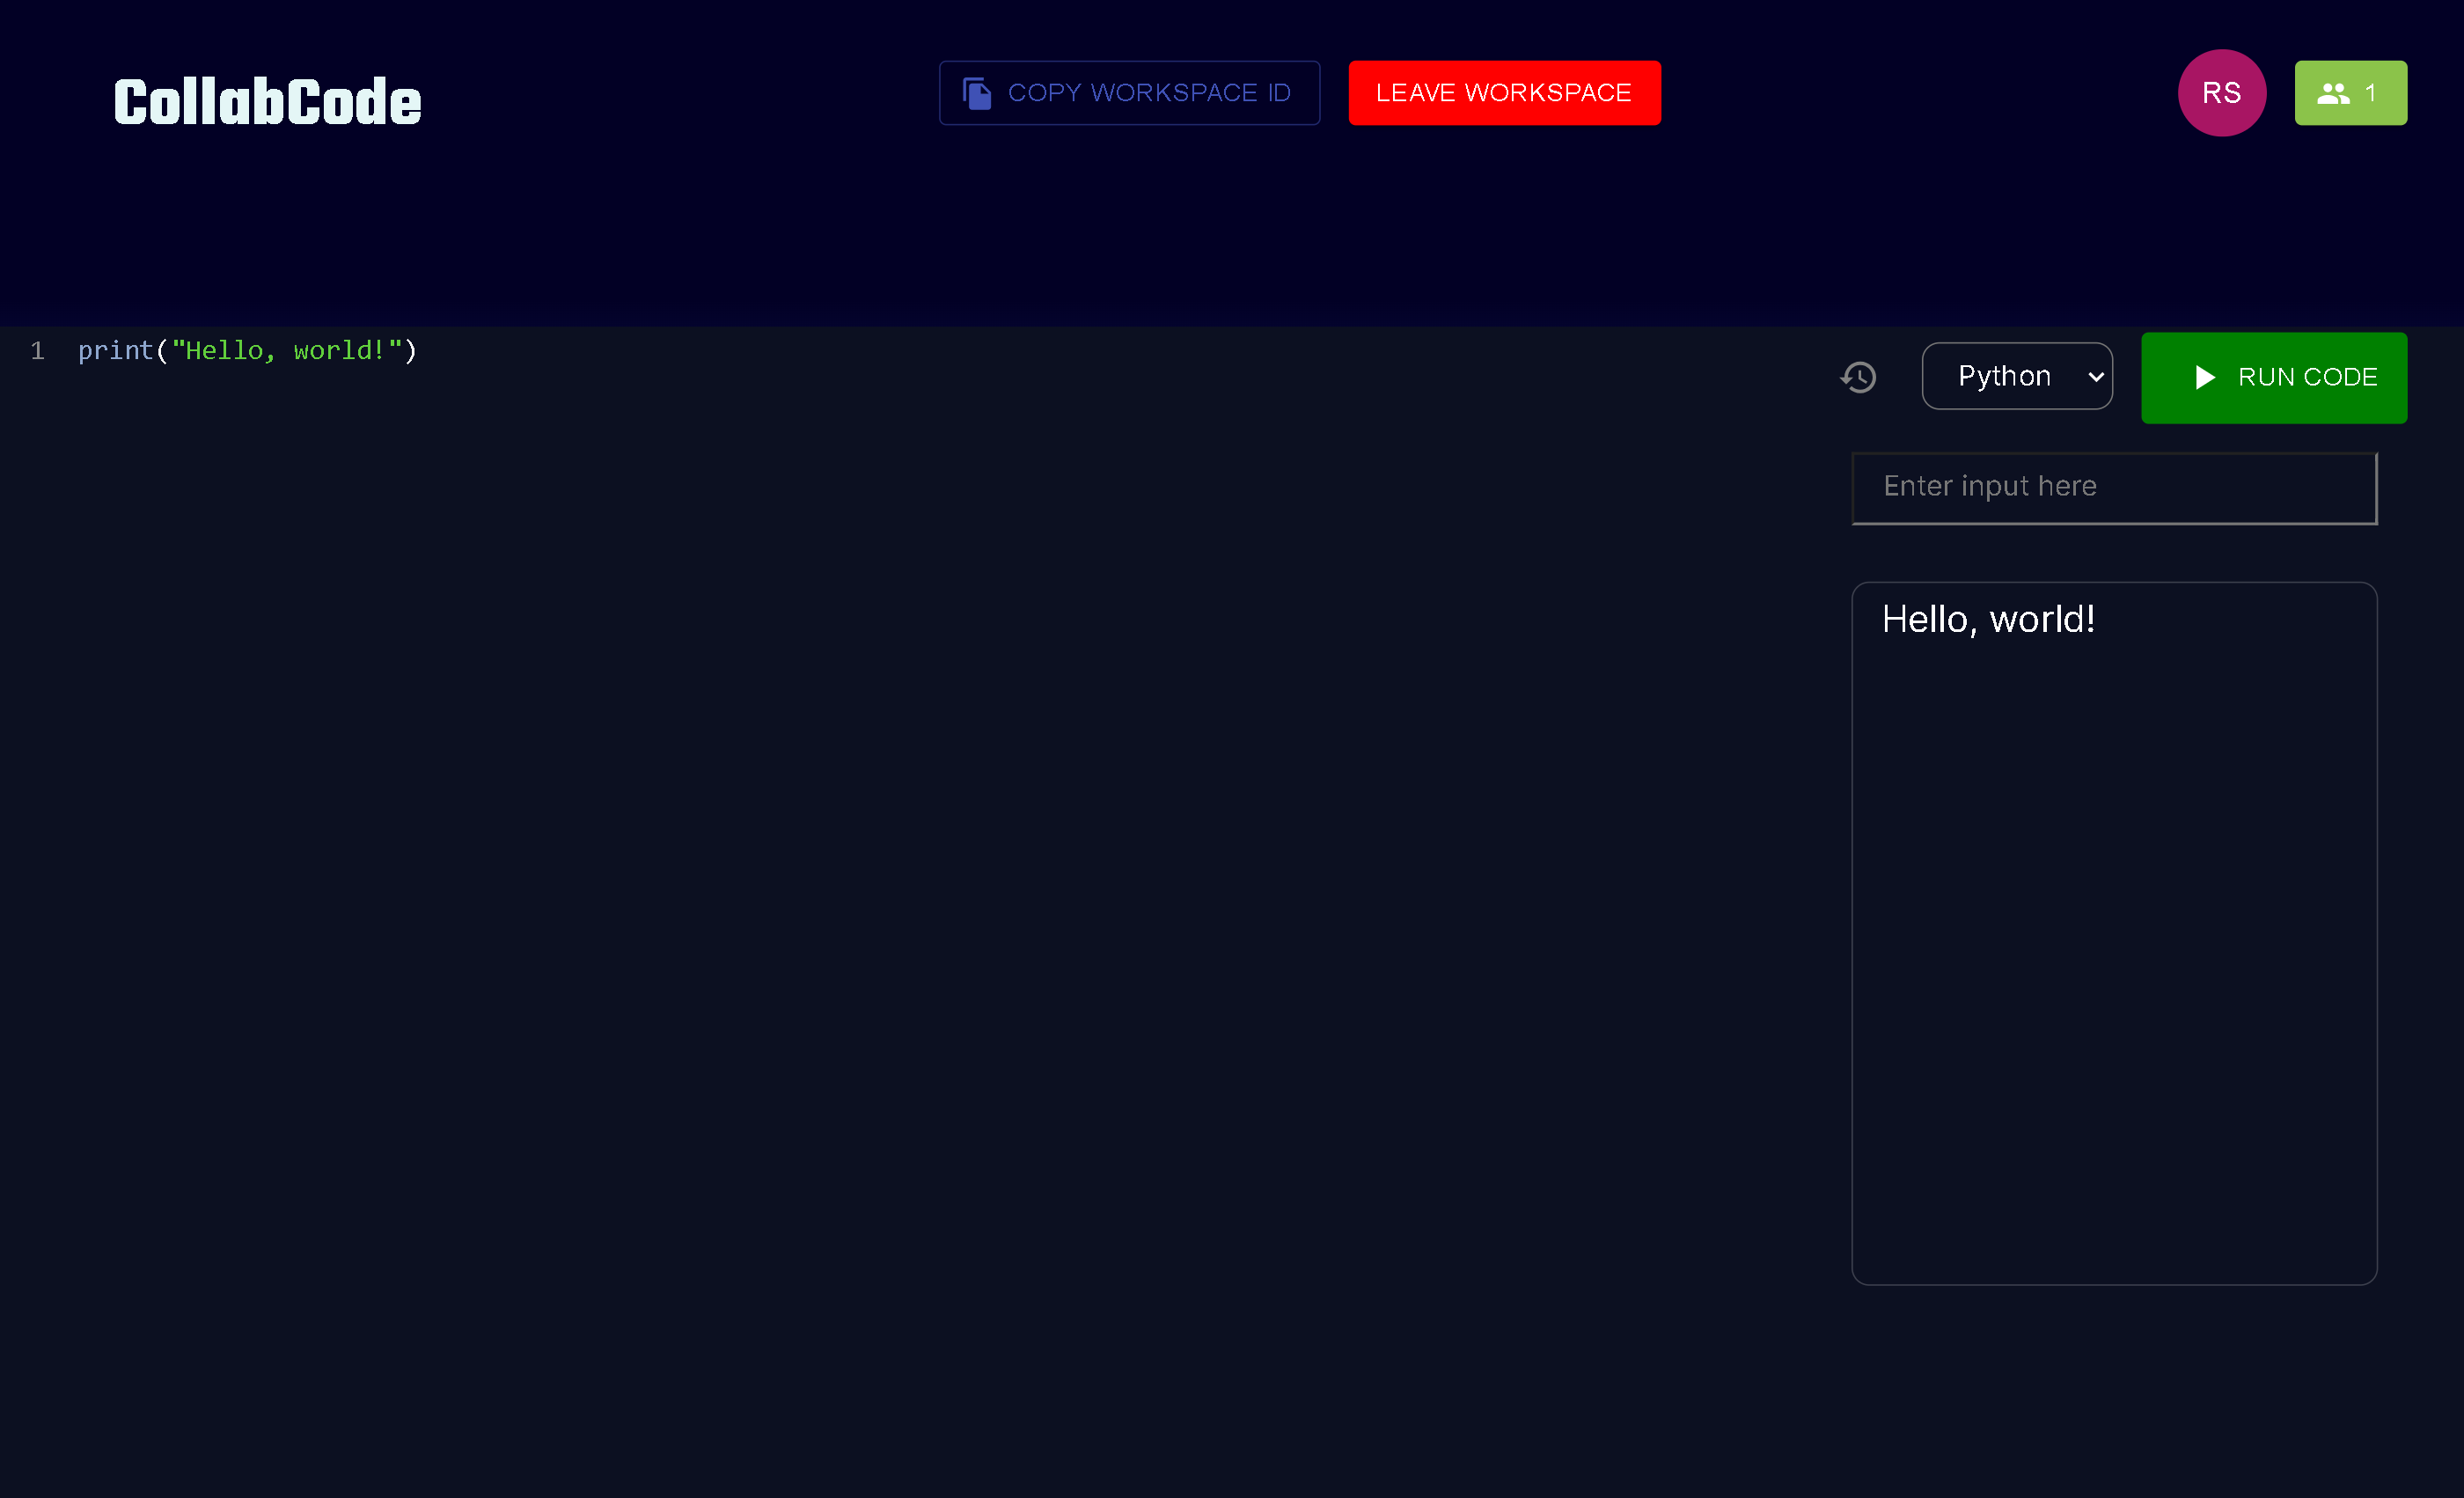 CollabCode
COPY WORKSPACE ID
LEAVE WORKSPACE
RS
1
1 print("Hello, world!")
Python
RUN CODE
Enter input here
Hello, world!